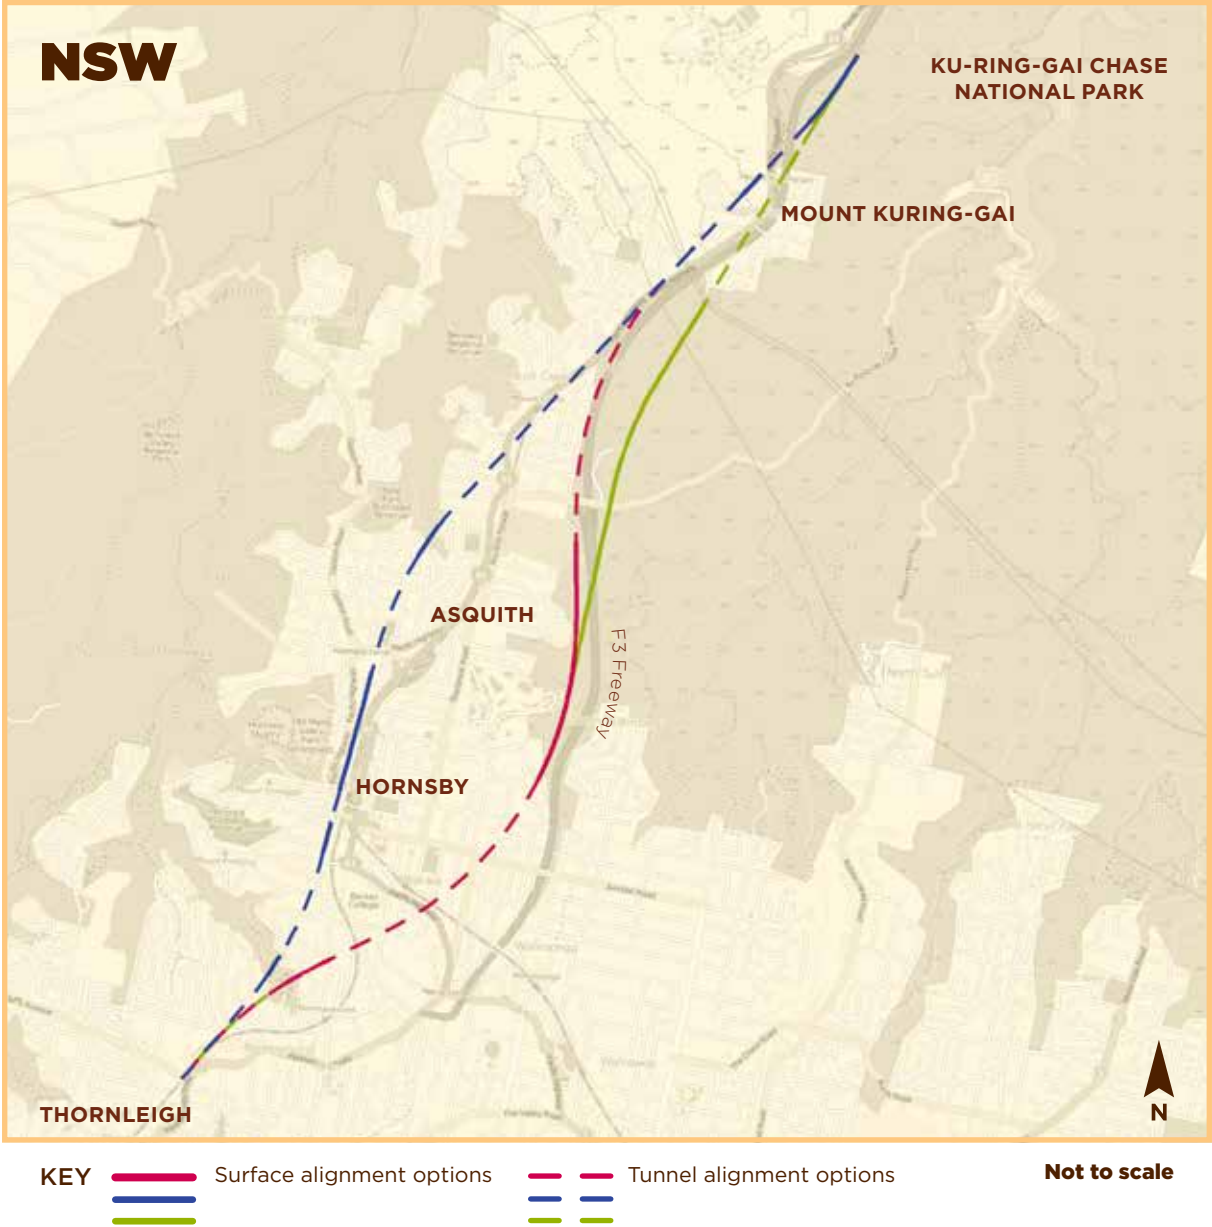 NSW
KU-RING-GAI CHASE
NATIONAL PARK
MOUNT KURING-GAI
ASQUITH
F3 Freeway
HORNSBY
THORNLEIGH
N
KEY
Surface alignment options
Tunnel alignment options
Not to scale